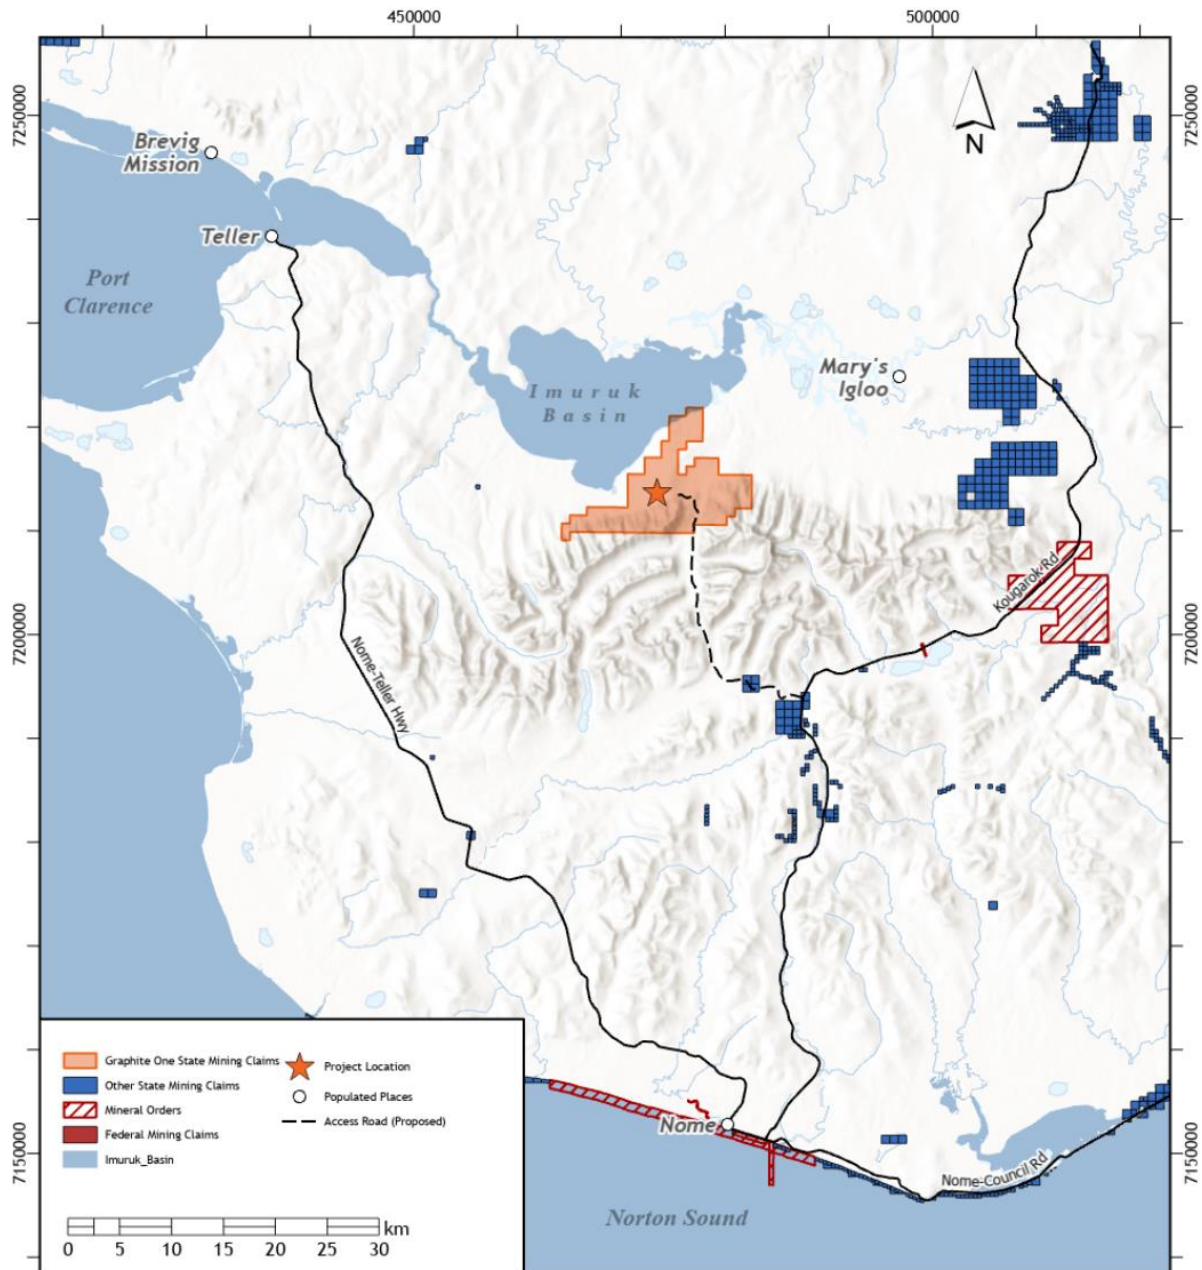 450000
500000
7250000
7250000
Brevig
Mission
N
Teller
Port
Clarence
Imuruk
Basin
Mary's
Igloo
Kougarok Rd
7200000
7200000
Nome-Teller Hwy
Graphite One State Mining Claims
Other State Mining Claims
Mineral Orders
Federal Mining Claims
Imuruk_Basin
Project Location
Populated Places
Access Road (Proposed)
Nome
7150000
7150000
Nome-Council Rd
Norton Sound
km
0 5 10 15 20 25 30